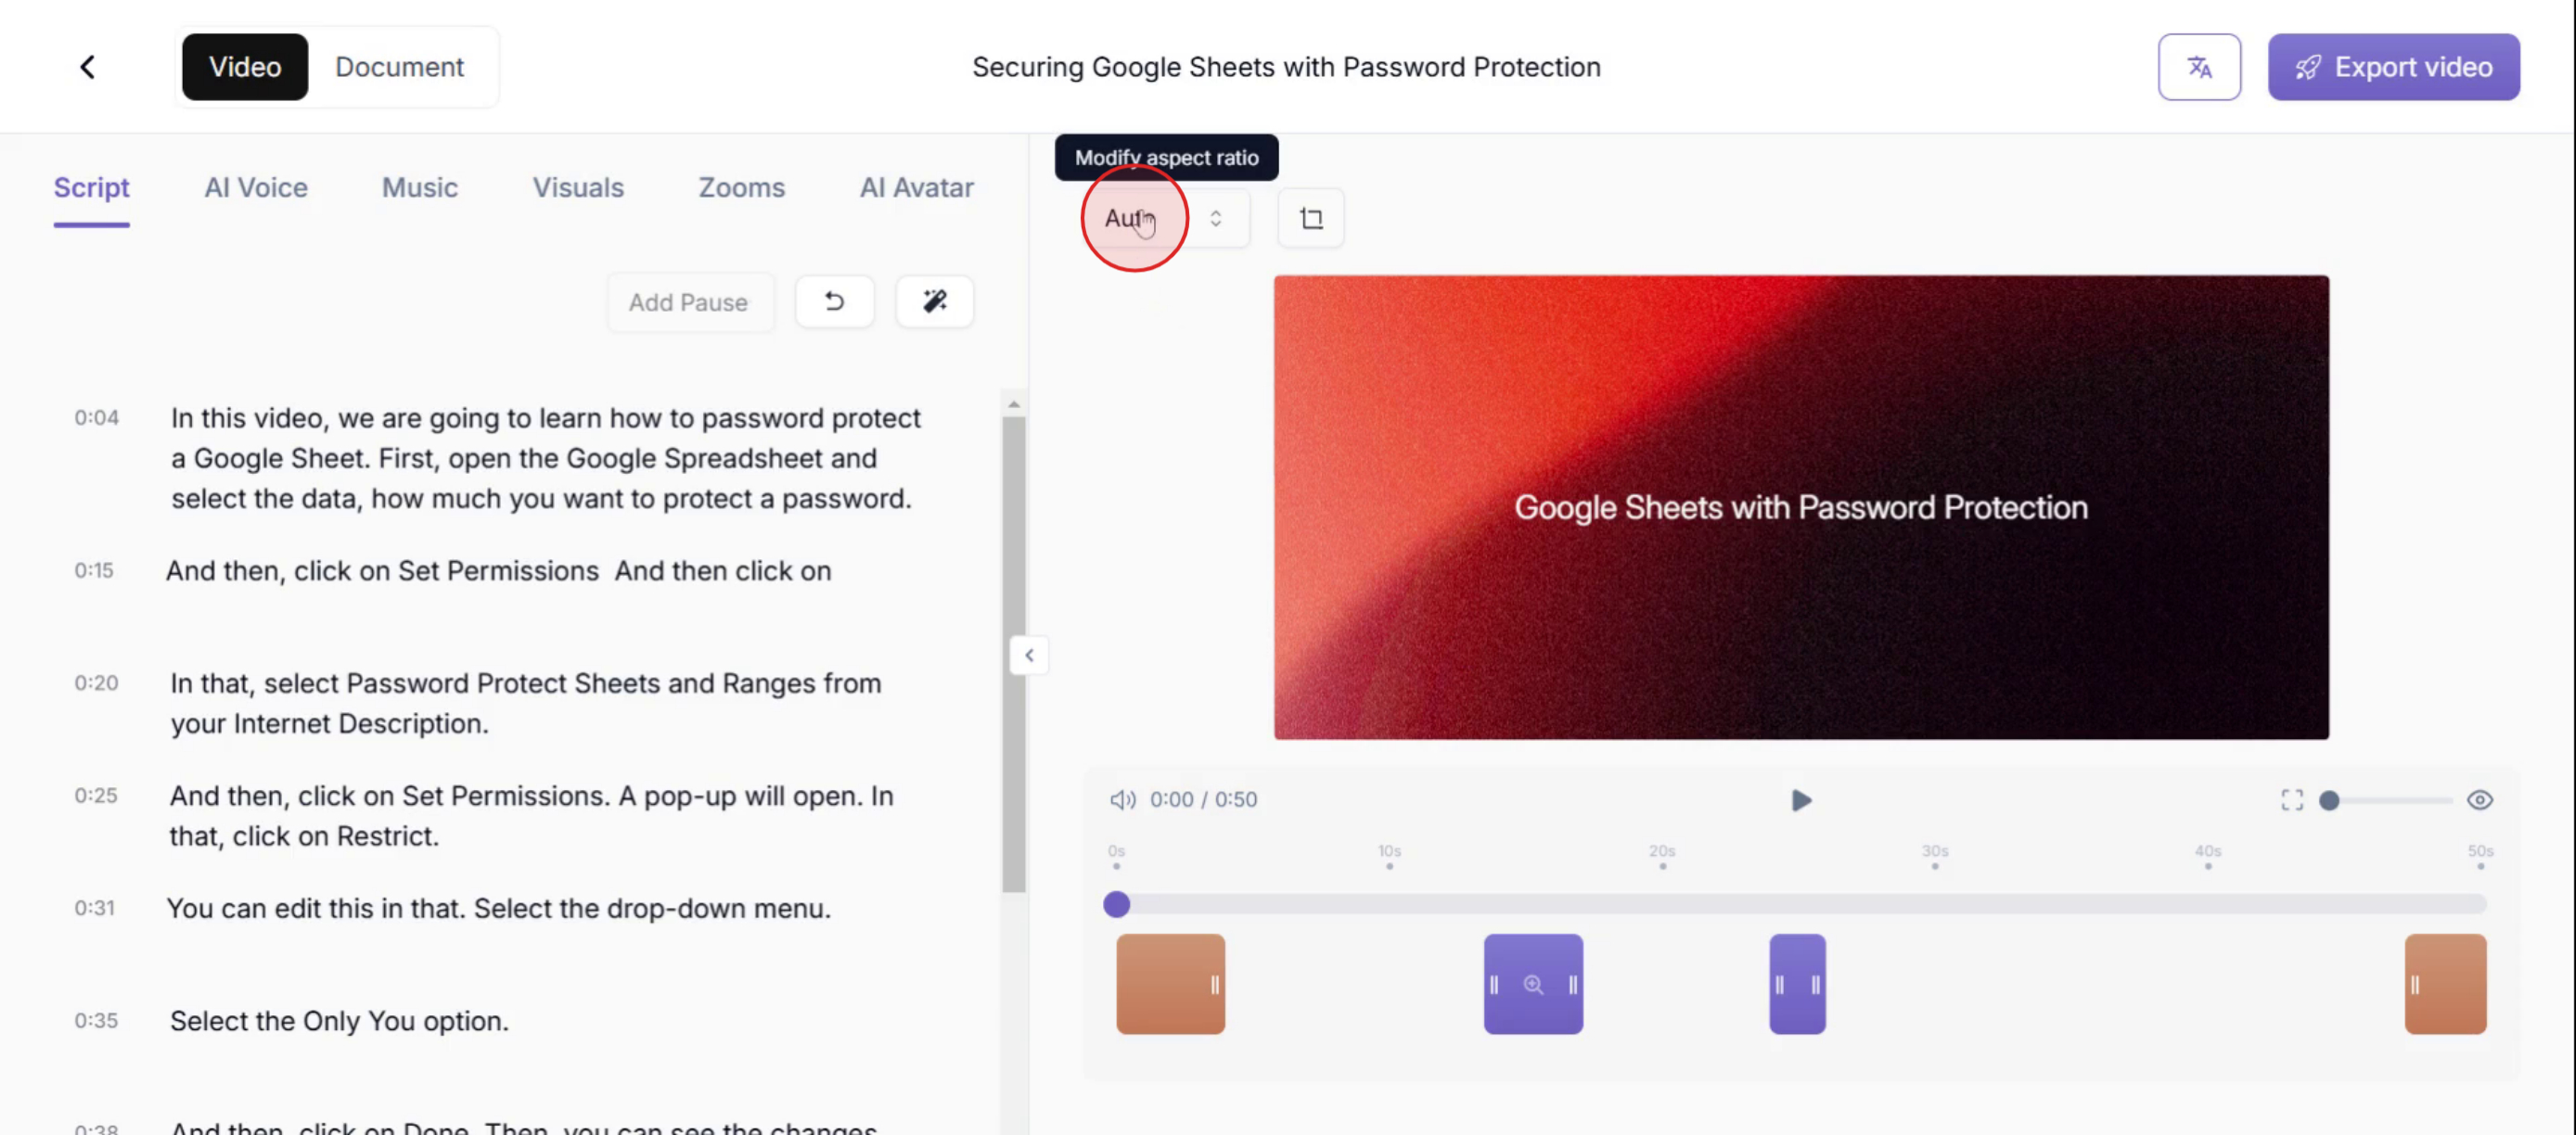 Video Document
Securing Google Sheets with Password Protection
Export video
Modify aspect ratio
Script AI Voice Music Visuals Zooms AI Avatar
Add Pause
0:04 In this video, we are going to learn how to password protect
a Google Sheet. First, open the Google Spreadsheet and
select the data, how much you want to protect a password.
0:15 And then, click on Set Permissions And then click on
0:20 In that, select Password Protect Sheets and Ranges from
your Internet Description.
0:25 And then, click on Set Permissions. A pop-up will open. In
that, click on Restrict.
0:31 You can edit this in that. Select the drop-down menu.
0:35 Select the Only You option.
0:38 And then, click on Done. Then, you can see the changes
Google Sheets with Password Protection
0:00 / 0:50
0s 10s 20s 30s 40s 50s